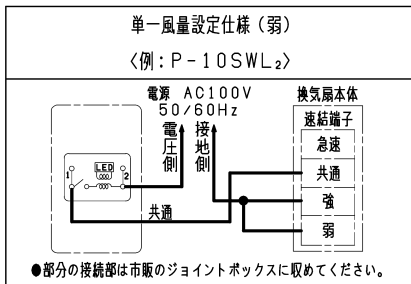 単一風量設定仕様（弱）
〈例：P-10SWL₂〉
電源 AC100V
50/60Hz
電圧側
接地側
換気扇本体
速結端子
急速
共通
強
弱
LED
1
2
共通
●部分の接続部は市販のジョイントボックスに収めてください。